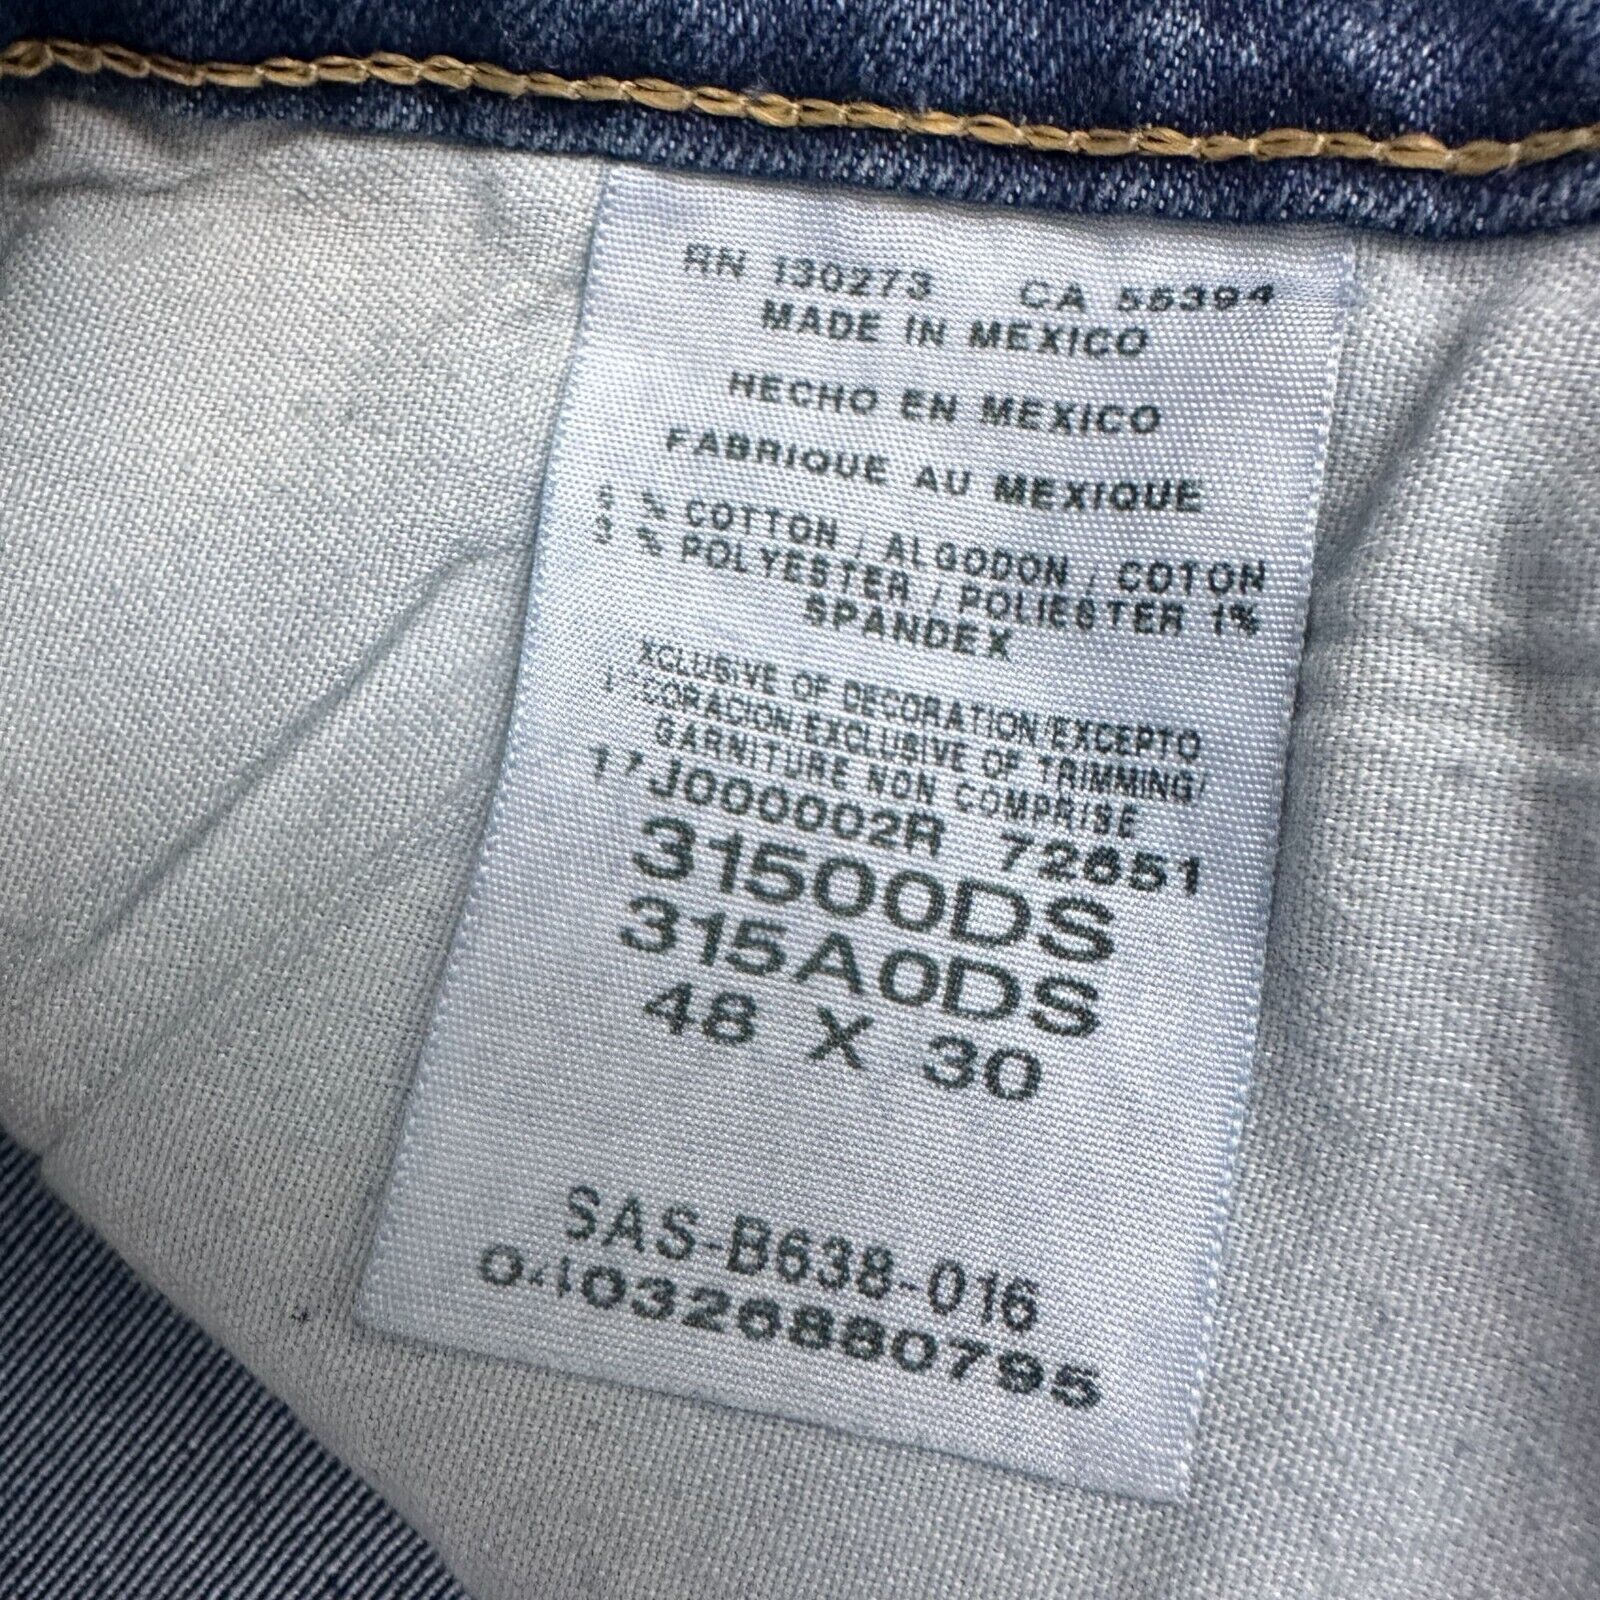 RN 130273 CA 55394
MADE IN MEXICO
HECHO EN MEXICO
FABRIQUE AU MEXIQUE
% COTTON / ALGODON / COTON
% POLYESTER / POLIESTER 1%
SPANDEX
XCLUSIVE OF DECORATION/EXCEPTO
CORACION/EXCLUSIVE OF TRIMMING/
GARNITURE NON COMPRISE
J000002R 72651
31500DS
315A0DS
48 X 30
SAS-B638-016
040326880795